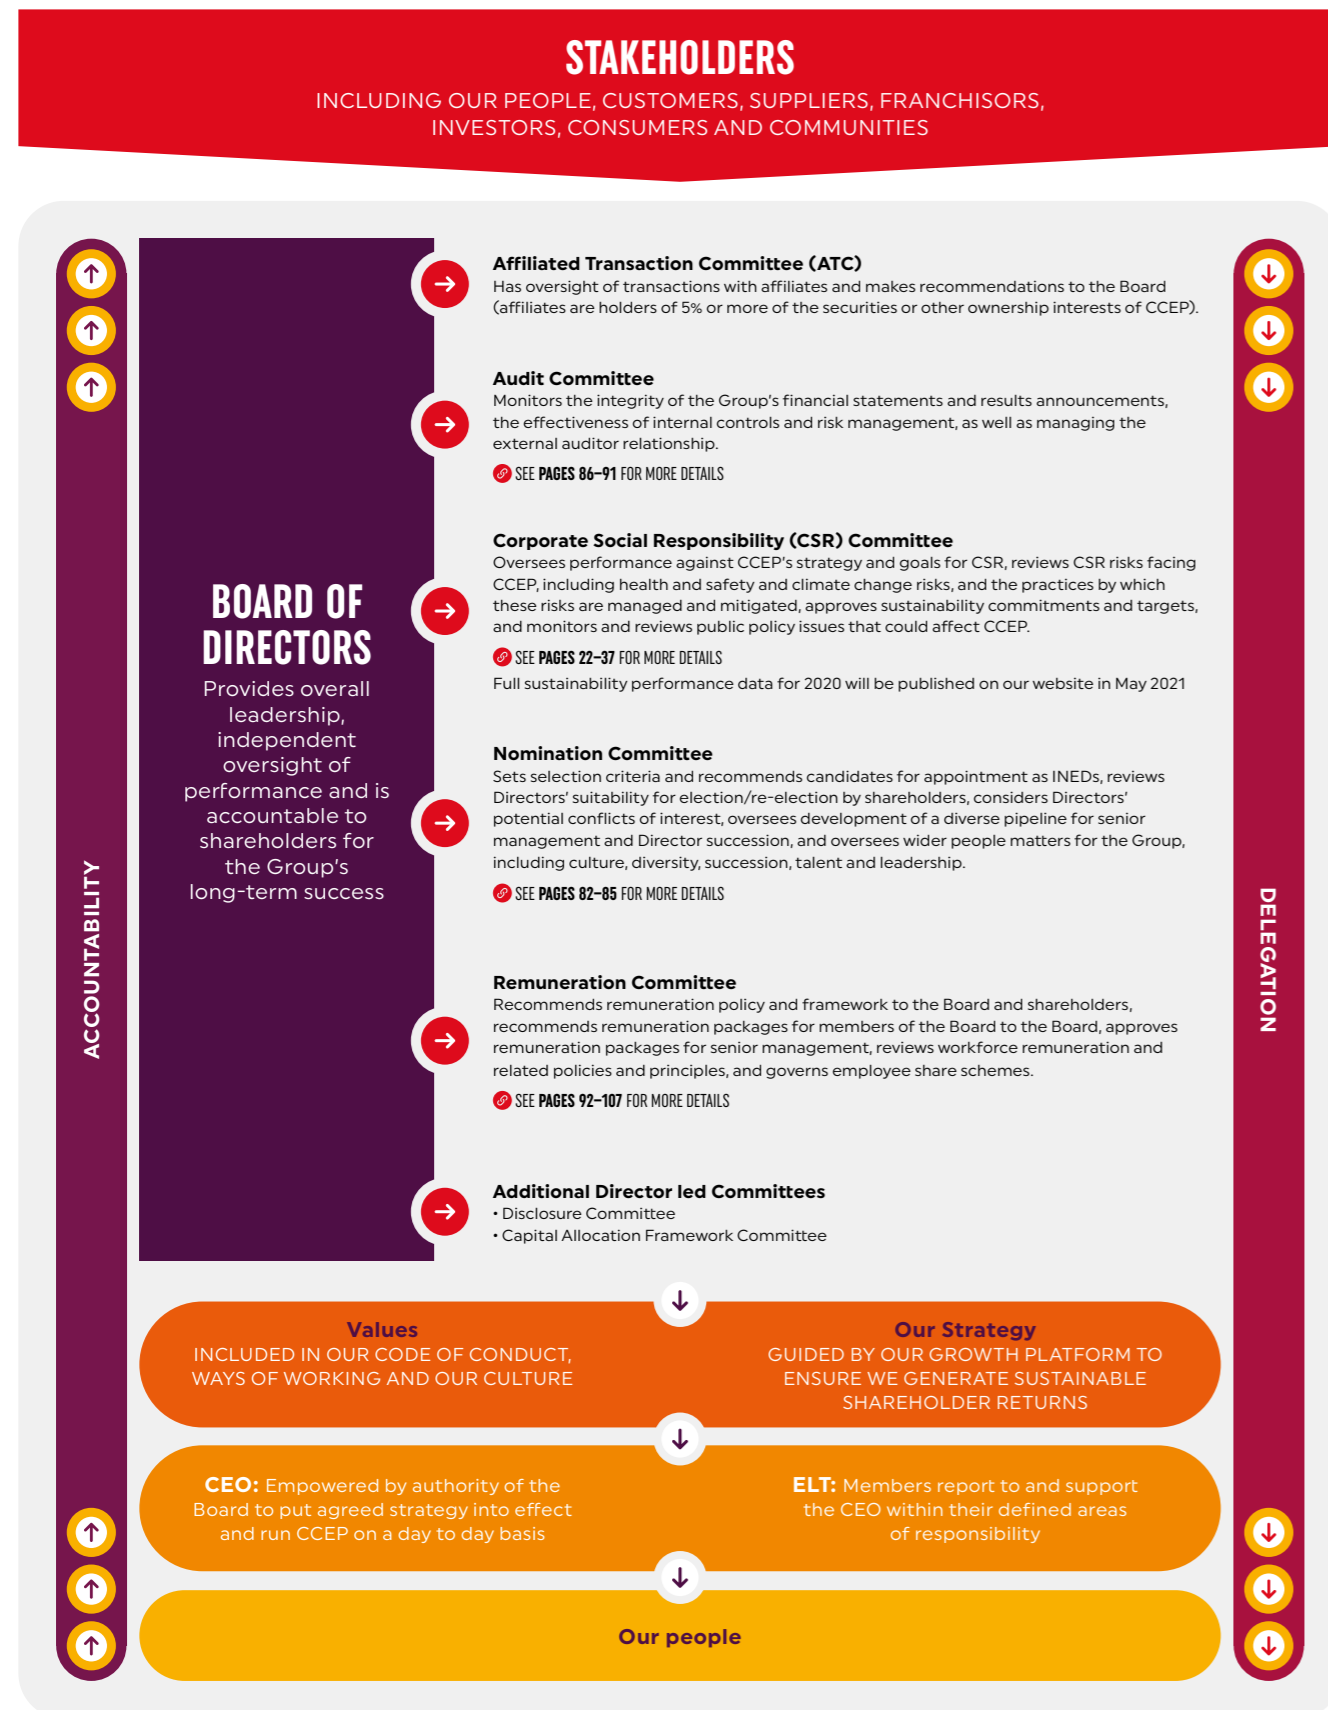 STAKEHOLDERS
INCLUDING OUR PEOPLE, CUSTOMERS, SUPPLIERS, FRANCHISORS,
INVESTORS, CONSUMERS AND COMMUNITIES
ACCOUNTABILITY
BOARD OF
DIRECTORS
Provides overall
leadership,
independent
oversight of
performance and is
accountable to
shareholders for
the Group's
long-term success
Affiliated Transaction Committee (ATC)
Has oversight of transactions with affiliates and makes recommendations to the Board
(affiliates are holders of 5% or more of the securities or other ownership interests of CCEP).
Audit Committee
Monitors the integrity of the Group's financial statements and results announcements,
the effectiveness of internal controls and risk management, as well as managing the
external auditor relationship.
SEE PAGES 86–91 FOR MORE DETAILS
Corporate Social Responsibility (CSR) Committee
Oversees performance against CCEP's strategy and goals for CSR, reviews CSR risks facing
CCEP, including health and safety and climate change risks, and the practices by which
these risks are managed and mitigated, approves sustainability commitments and targets,
and monitors and reviews public policy issues that could affect CCEP.
SEE PAGES 22–37 FOR MORE DETAILS
Full sustainability performance data for 2020 will be published on our website in May 2021
Nomination Committee
Sets selection criteria and recommends candidates for appointment as INEDs, reviews
Directors' suitability for election/re-election by shareholders, considers Directors'
potential conflicts of interest, oversees development of a diverse pipeline for senior
management and Director succession, and oversees wider people matters for the Group,
including culture, diversity, succession, talent and leadership.
SEE PAGES 82–85 FOR MORE DETAILS
Remuneration Committee
Recommends remuneration policy and framework to the Board and shareholders,
recommends remuneration packages for members of the Board to the Board, approves
remuneration packages for senior management, reviews workforce remuneration and
related policies and principles, and governs employee share schemes.
SEE PAGES 92–107 FOR MORE DETAILS
Additional Director led Committees
• Disclosure Committee
• Capital Allocation Framework Committee
DELEGATION
Values
INCLUDED IN OUR CODE OF CONDUCT,
WAYS OF WORKING AND OUR CULTURE
Our Strategy
GUIDED BY OUR GROWTH PLATFORM TO
ENSURE WE GENERATE SUSTAINABLE
SHAREHOLDER RETURNS
CEO: Empowered by authority of the
Board to put agreed strategy into effect
and run CCEP on a day to day basis
ELT: Members report to and support
the CEO within their defined areas
of responsibility
Our people